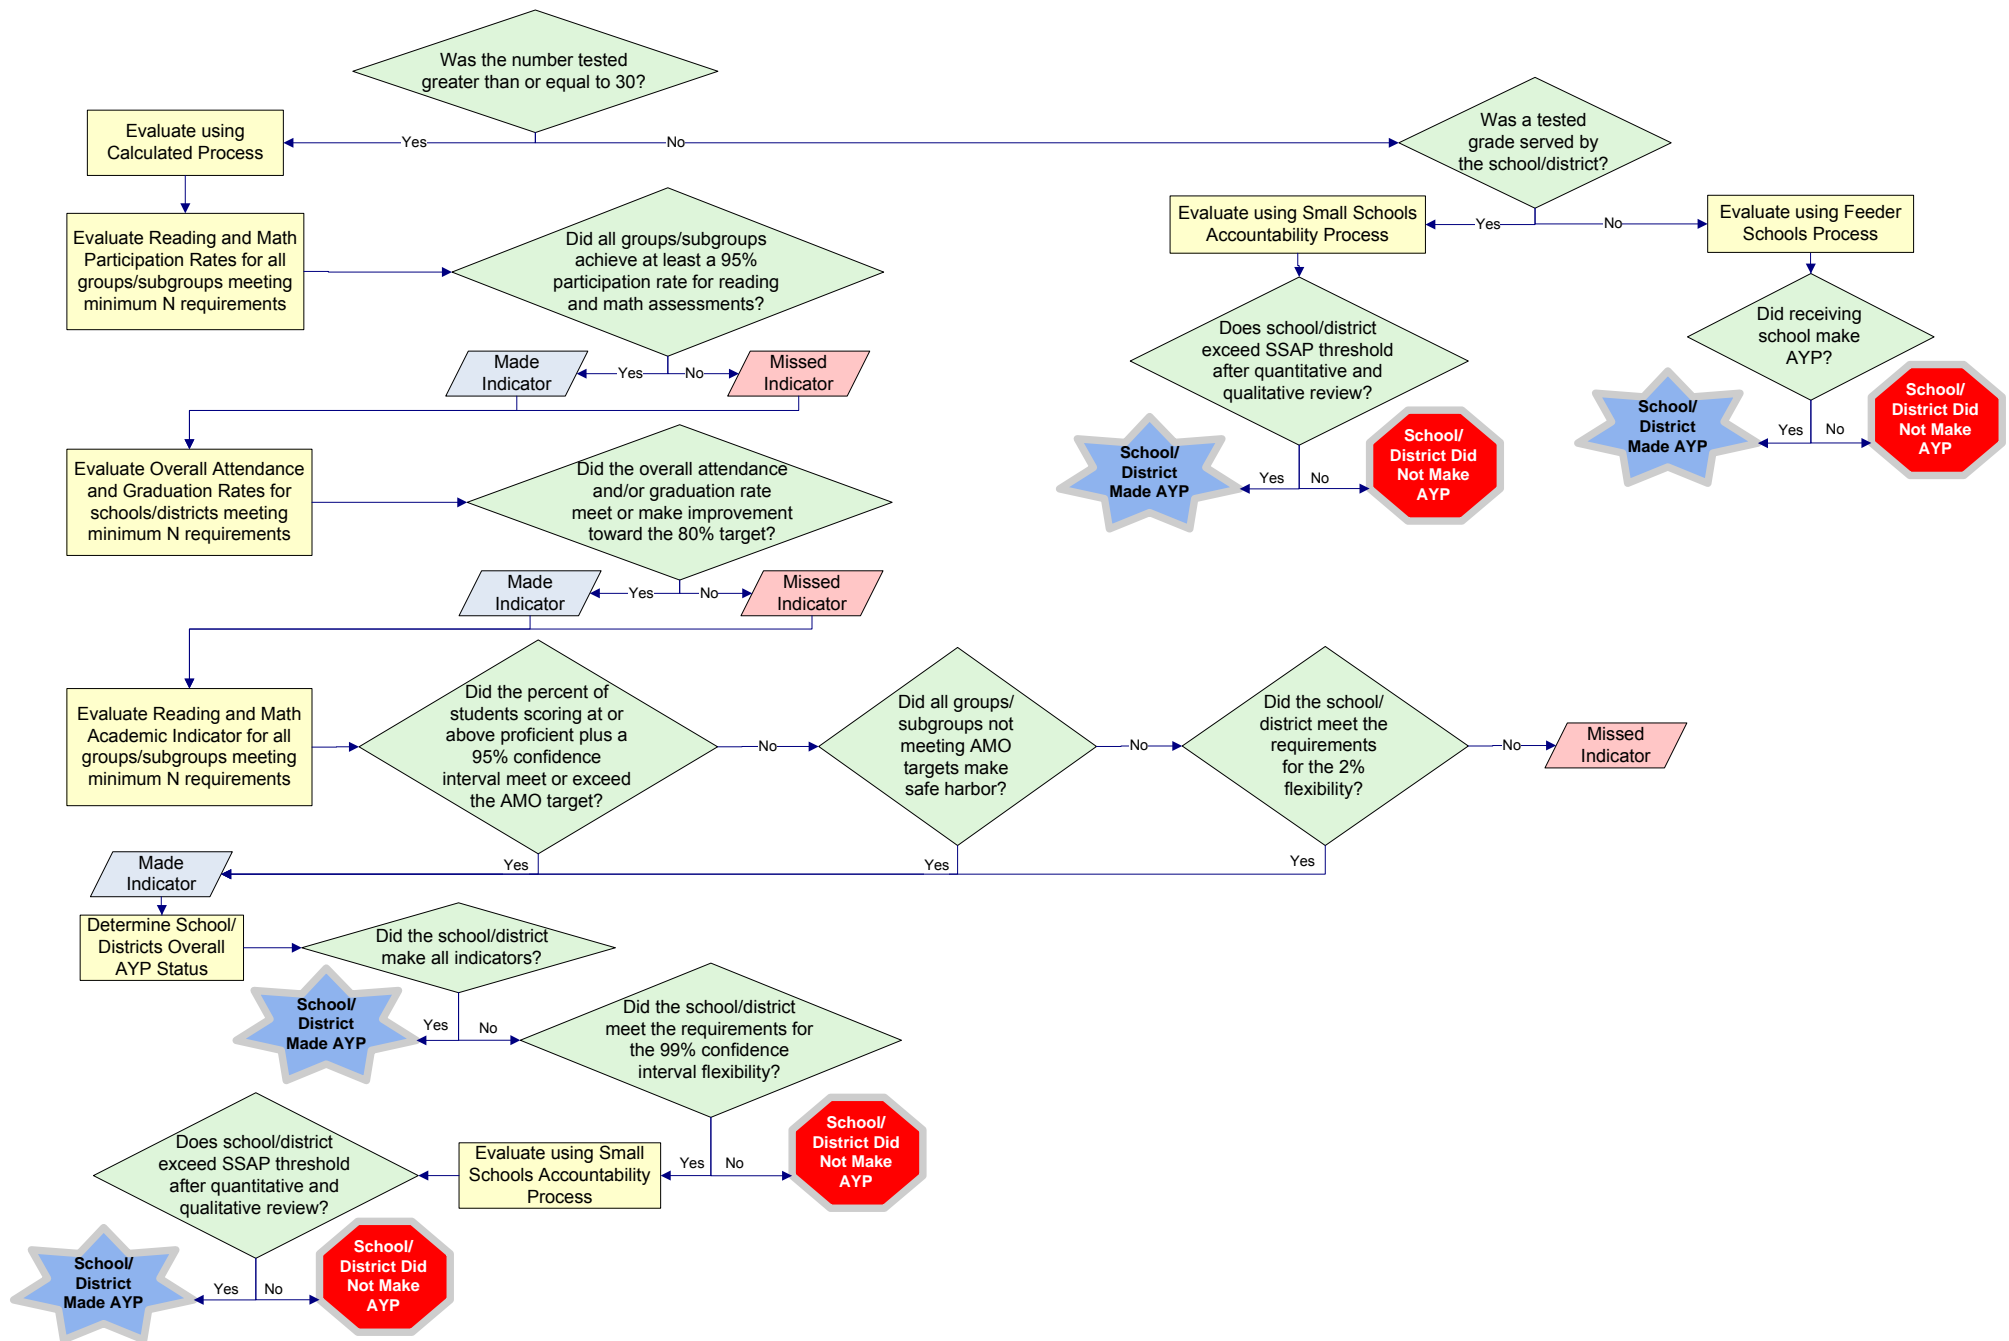 Was the number tested
greater than or equal to 30?
Yes
No
Evaluate using
Calculated Process
Was a tested
grade served by
the school/district?
Yes
No
Evaluate using Small Schools
Accountability Process
Evaluate using Feeder
Schools Process
Evaluate Reading and Math
Participation Rates for all
groups/subgroups meeting
minimum N requirements
Did all groups/subgroups
achieve at least a 95%
participation rate for reading
and math assessments?
Made
Indicator
Yes
No
Missed
Indicator
Does school/district
exceed SSAP threshold
after quantitative and
qualitative review?
School/
District
Made AYP
Yes
No
School/
District Did
Not Make
AYP
Did receiving
school make
AYP?
School/
District
Made AYP
Yes
No
School/
District Did
Not Make
AYP
Evaluate Overall Attendance
and Graduation Rates for
schools/districts meeting
minimum N requirements
Did the overall attendance
and/or graduation rate
meet or make improvement
toward the 80% target?
Made
Indicator
Yes
No
Missed
Indicator
Evaluate Reading and Math
Academic Indicator for all
groups/subgroups meeting
minimum N requirements
Did the percent of
students scoring at or
above proficient plus a
95% confidence
interval meet or exceed
the AMO target?
No
Did all groups/
subgroups not
meeting AMO
targets make
safe harbor?
No
Did the school/
district meet the
requirements
for the 2%
flexibility?
No
Missed
Indicator
Yes
Yes
Yes
Made
Indicator
Determine School/
Districts Overall
AYP Status
Did the school/district
make all indicators?
School/
District
Made AYP
Yes
No
Did the school/district
meet the requirements for
the 99% confidence
interval flexibility?
Yes
No
School/
District Did
Not Make
AYP
Evaluate using Small
Schools Accountability
Process
Does school/district
exceed SSAP threshold
after quantitative and
qualitative review?
School/
District
Made AYP
Yes
No
School/
District Did
Not Make
AYP